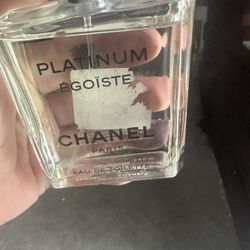 PLATINUM
ÉGOÏSTE
CHANEL
PARIS
EAU DE TOILETTE